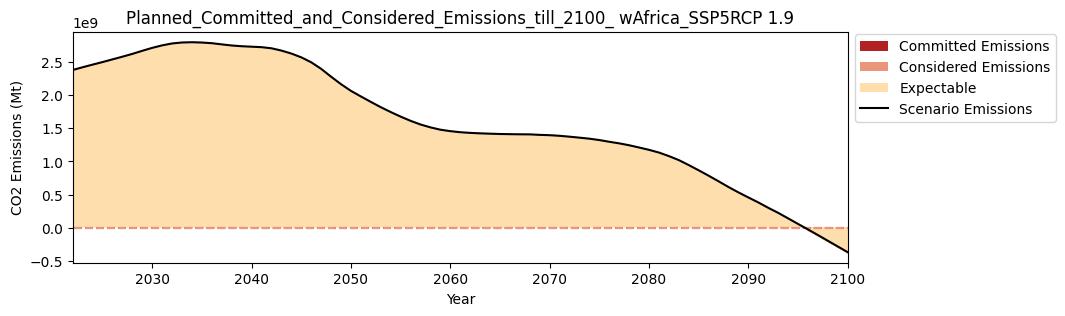 Planned_Committed_and_Considered_Emissions_till_2100_ wAfrica_SSP5RCP 1.9
1e9
2.5
2.0
1.5
1.0
0.5
0.0
−0.5
CO2 Emissions (Mt)
2030 2040 2050 2060 2070 2080 2090 2100
Year
Committed Emissions
Considered Emissions
Expectable
Scenario Emissions